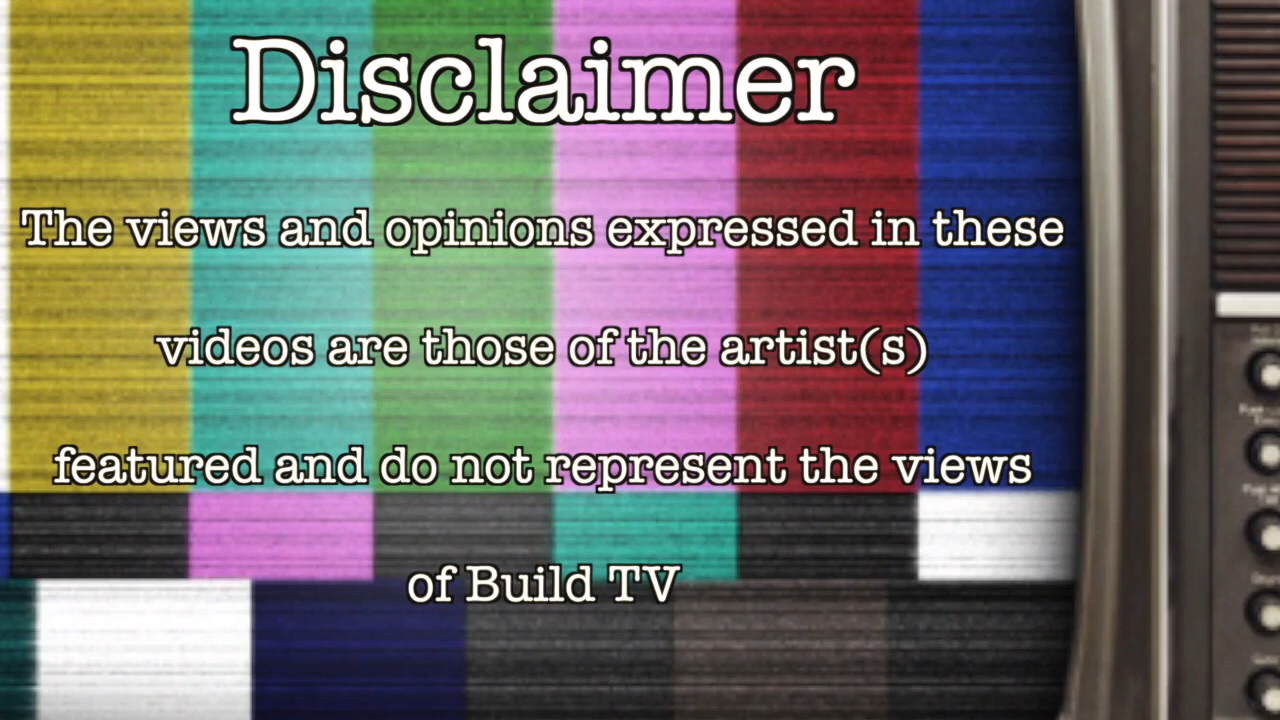 Disclaimer
The views and opinions expressed in these
videos are those of the artist(s)
featured and do not represent the views
of Build TV